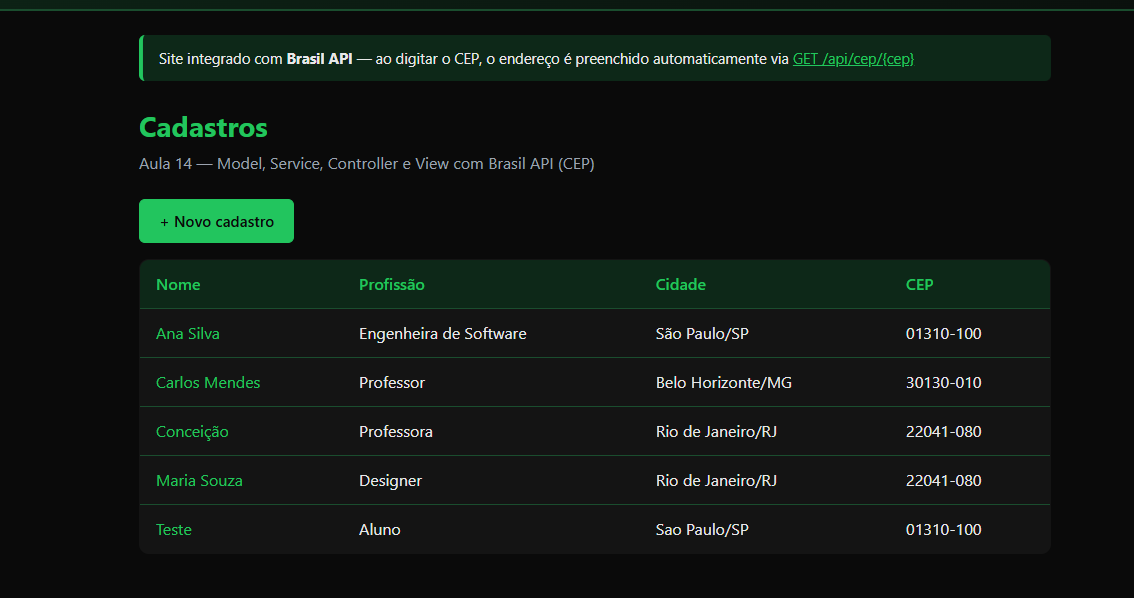 Site integrado com Brasil API — ao digitar o CEP, o endereço é preenchido automaticamente via GET /api/cep/{cep}
Cadastros
Aula 14 — Model, Service, Controller e View com Brasil API (CEP)
+ Novo cadastro
Nome Profissão Cidade CEP
Ana Silva Engenheira de Software São Paulo/SP 01310-100
Carlos Mendes Professor Belo Horizonte/MG 30130-010
Conceição Professora Rio de Janeiro/RJ 22041-080
Maria Souza Designer Rio de Janeiro/RJ 22041-080
Teste Aluno Sao Paulo/SP 01310-100